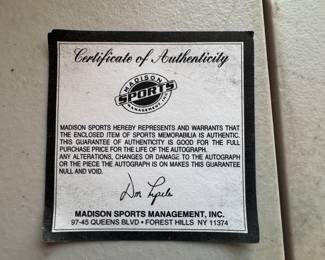 Certificate of Authenticity
MADISON
SPORTS
MANAGEMENT, INC.
MADISON SPORTS HEREBY REPRESENTS AND WARRANTS THAT
THE ENCLOSED ITEM OF SPORTS MEMORABILIA IS AUTHENTIC.
THIS GUARANTEE OF AUTHENTICITY IS GOOD FOR THE FULL
PURCHASE PRICE FOR THE LIFE OF THE AUTOGRAPH.
ANY ALTERATIONS, CHANGES OR DAMAGE TO THE AUTOGRAPH
OR THE PIECE THE AUTOGRAPH IS ON MAKES THIS GUARANTEE
NULL AND VOID.
MADISON SPORTS MANAGEMENT, INC.
97-45 QUEENS BLVD • FOREST HILLS NY 11374